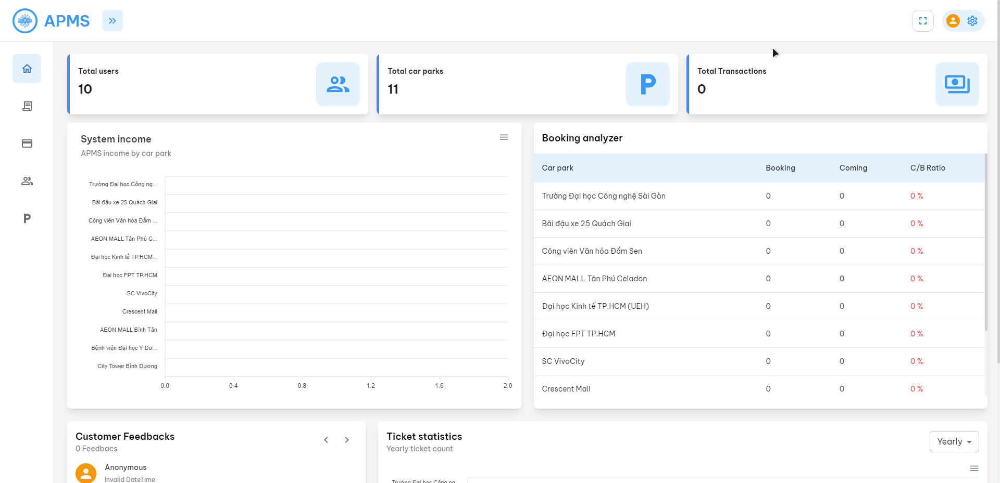 APMS
Total users
10
Total car parks
11
Total Transactions
0
System income
APMS income by car park
Trường Đại học Công ng...
Bãi đậu xe 25 Quách Giai
Công viên Văn hóa Đầm ...
AEON MALL Tân Phú C...
Đại học Kinh tế TP.HCM...
Đại học FPT TP.HCM
SC VivoCity
Crescent Mall
AEON MALL Bình Tân
Bệnh viện Đại học Y Dư...
City Tower Bình Dương
0.0 0.4 0.8 1.2 1.6 2.0
Booking analyzer
Car park Booking Coming C/B Ratio
Trường Đại học Công nghệ Sài Gòn 0 0 0 %
Bãi đậu xe 25 Quách Giai 0 0 0 %
Công viên Văn hóa Đầm Sen 0 0 0 %
AEON MALL Tân Phú Celadon 0 0 0 %
Đại học Kinh tế TP.HCM (UEH) 0 0 0 %
Đại học FPT TP.HCM 0 0 0 %
SC VivoCity 0 0 0 %
Crescent Mall 0 0 0 %
Customer Feedbacks
0 Feedbacs
Anonymous
Invalid DateTime
Ticket statistics
Yearly ticket count
Yearly
Trường Đại học Công ng...